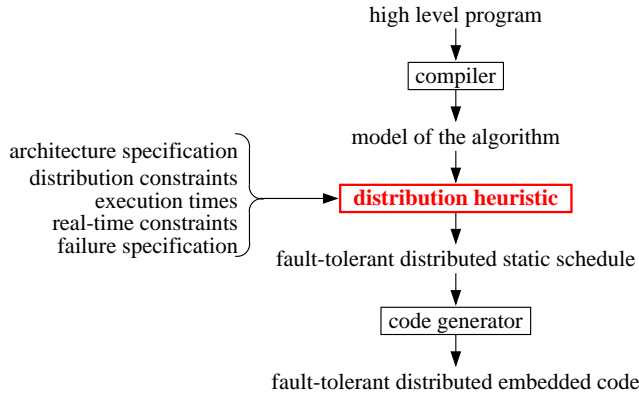 high level program
compiler
model of the algorithm
architecture specification
distribution constraints
execution times
real-time constraints
failure specification
distribution heuristic
fault-tolerant distributed static schedule
code generator
fault-tolerant distributed embedded code